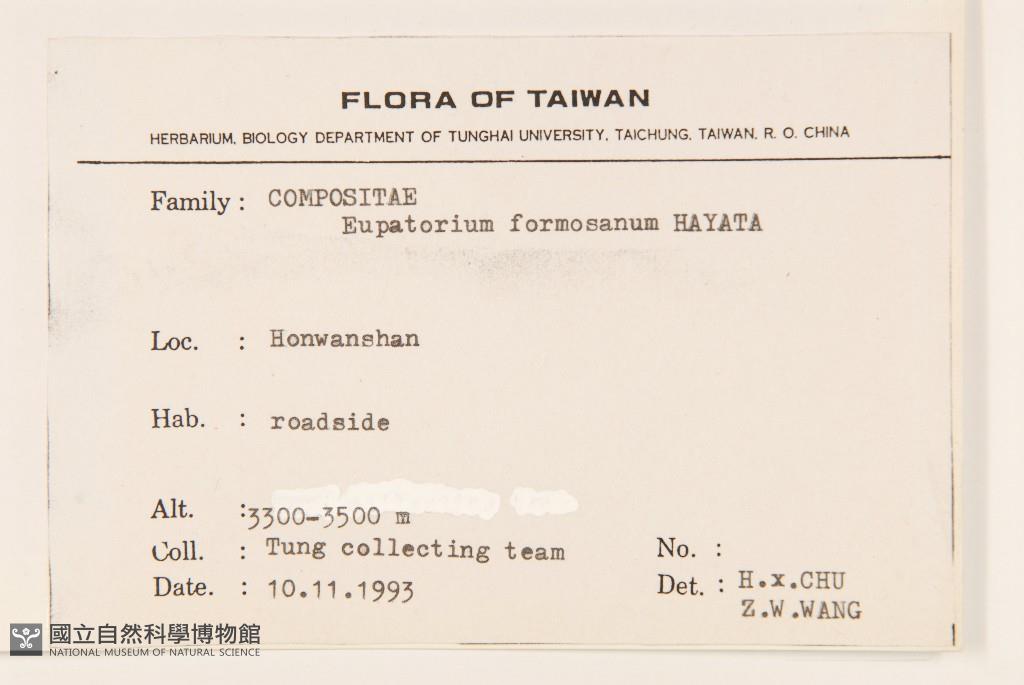 FLORA OF TAIWAN
HERBARIUM, BIOLOGY DEPARTMENT OF TUNGHAI UNIVERSITY, TAICHUNG, TAIWAN, R. O. CHINA
Family : COMPOSITAE
Eupatorium formosanum HAYATA
Loc. : Honwanshan
Hab. : roadside
Alt. :3300-3500 m
Coll. : Tung collecting team No. :
Date. : 10.11.1993 Det. : H.x.CHU
Z.W.WANG
國立自然科學博物館
NATIONAL MUSEUM OF NATURAL SCIENCE